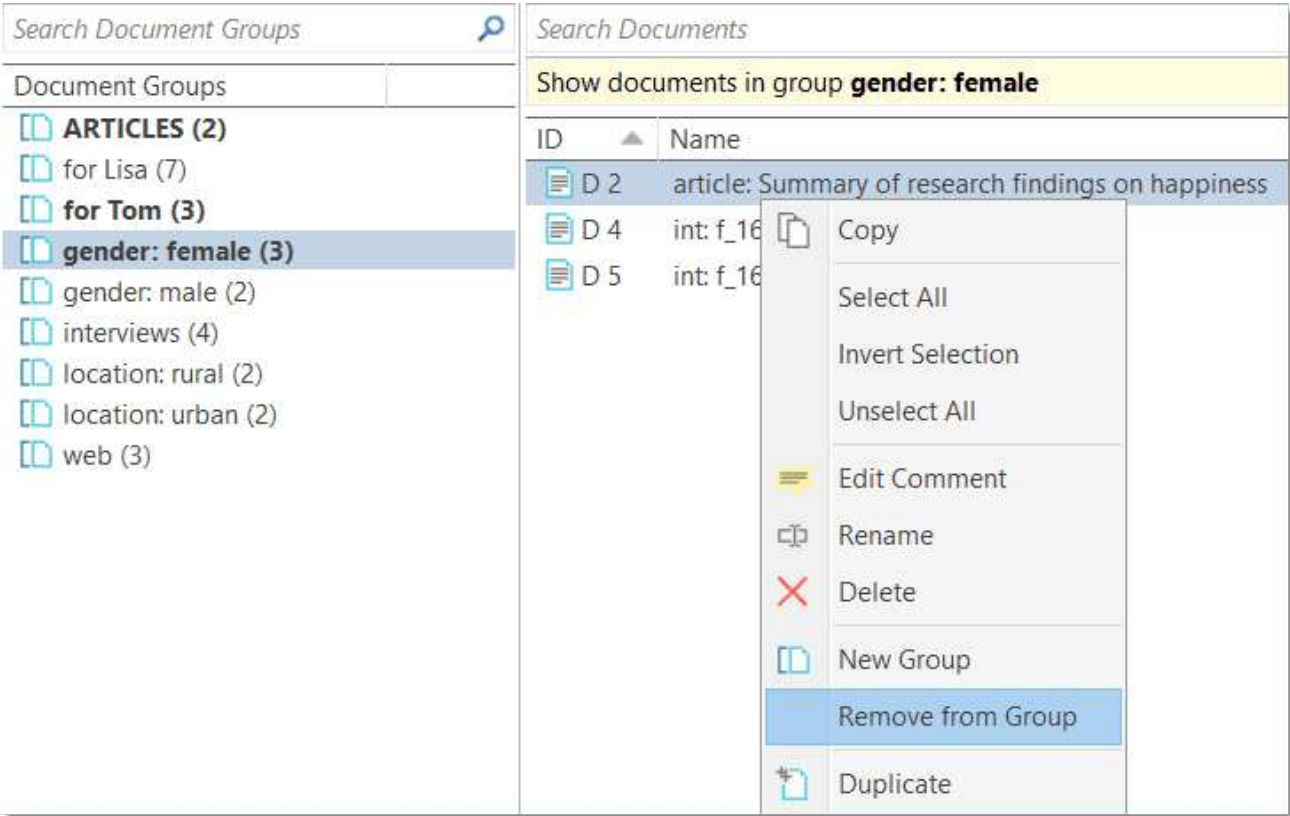 Search Document Groups
Document Groups
ARTICLES (2)
for Lisa (7)
for Tom (3)
gender: female (3)
gender: male (2)
interviews (4)
location: rural (2)
location: urban (2)
web (3)
Search Documents
Show documents in group gender: female
ID Name
D 2 article: Summary of research findings on happiness
D 4 int: f_16
D 5 int: f_16
Copy
Select All
Invert Selection
Unselect All
Edit Comment
Rename
Delete
New Group
Remove from Group
Duplicate